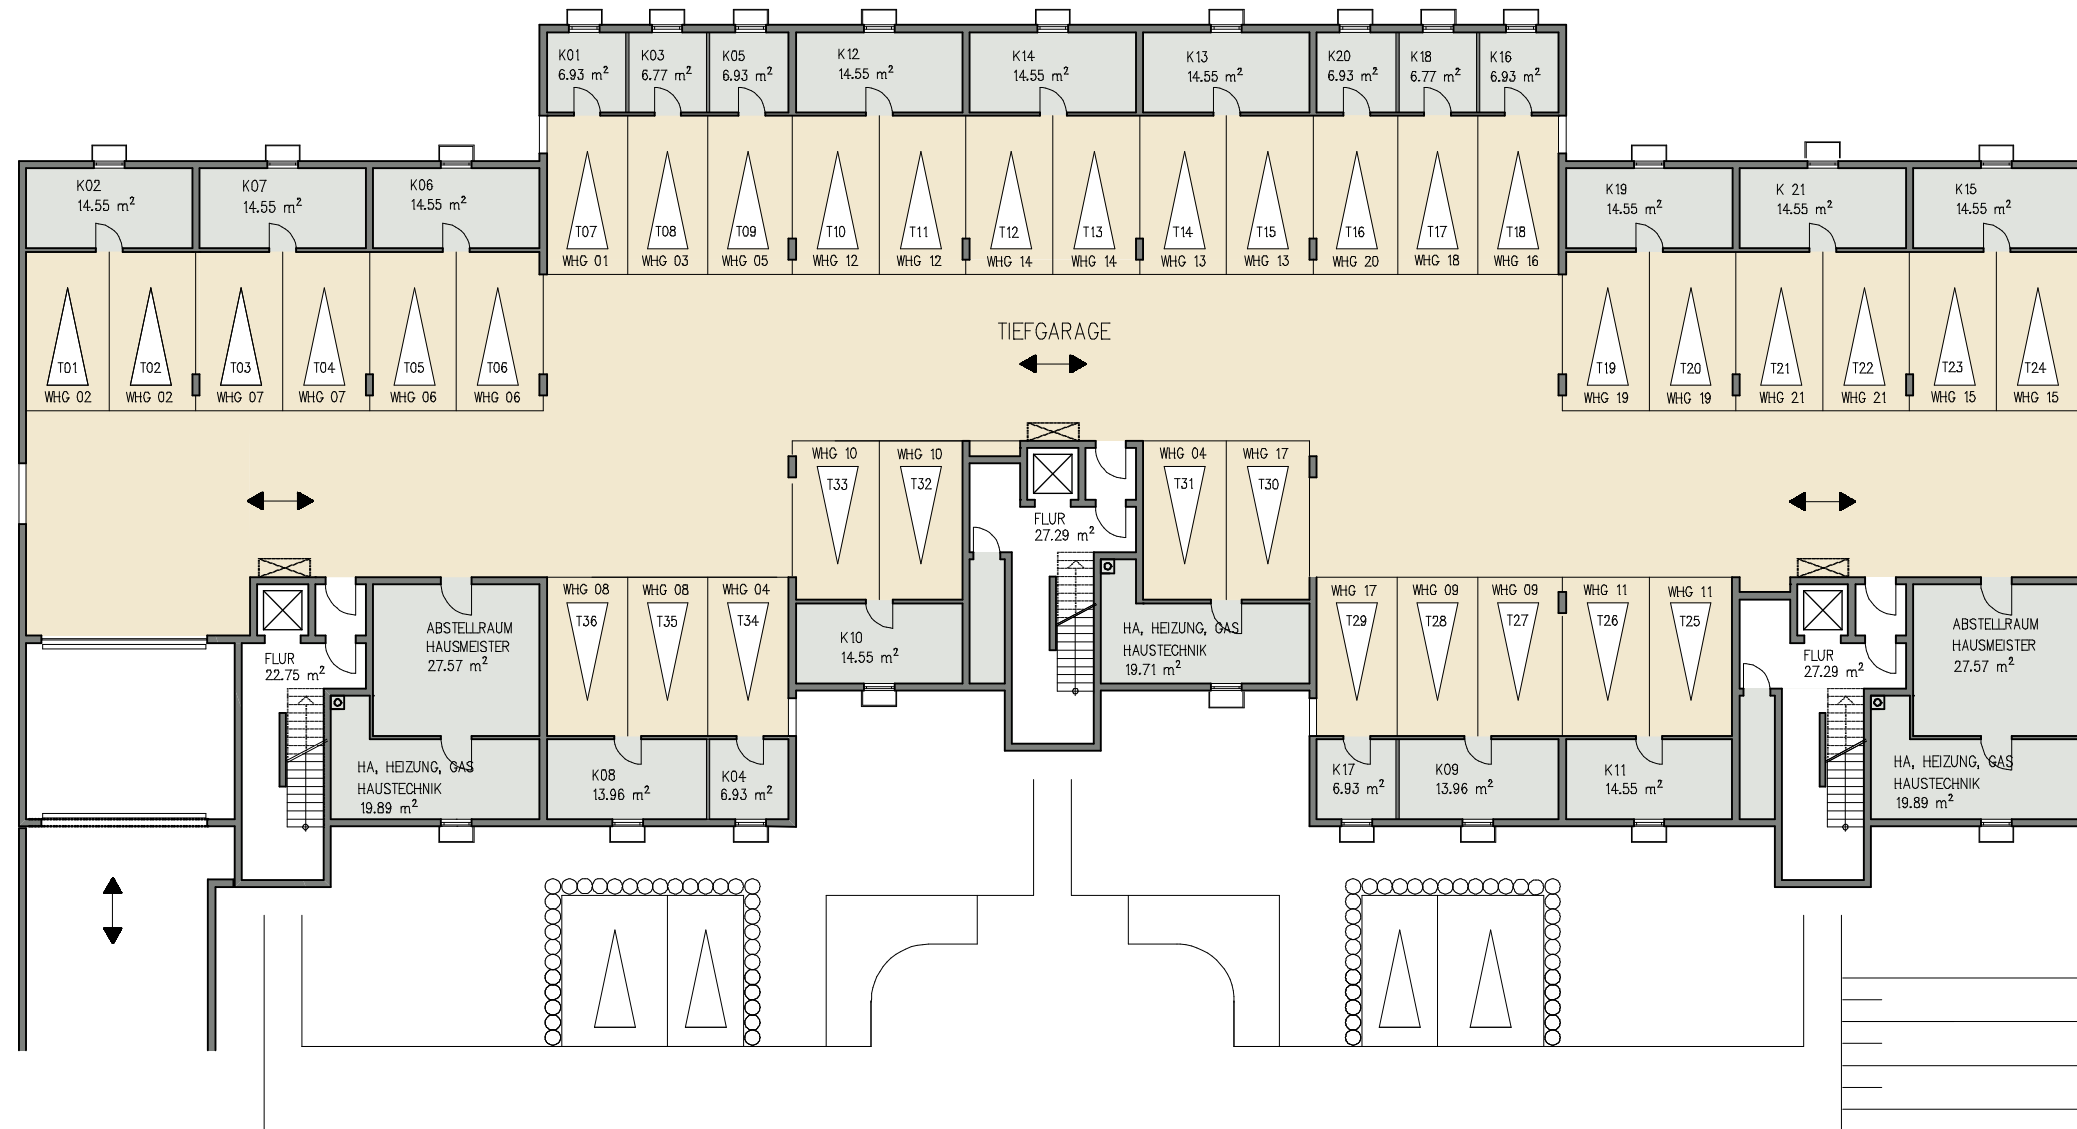 K01
6.93 m²
K03
6.77 m²
K05
6.93 m²
K12
14.55 m²
K14
14.55 m²
K13
14.55 m²
K20
6.93 m²
K18
6.77 m²
K16
6.93 m²
K02
14.55 m²
K07
14.55 m²
K06
14.55 m²
K19
14.55 m²
K 21
14.55 m²
K15
14.55 m²
T07
WHG 01
T08
WHG 03
T09
WHG 05
T10
WHG 12
T11
WHG 12
T12
WHG 14
T13
WHG 14
T14
WHG 13
T15
WHG 13
T16
WHG 20
T17
WHG 18
T18
WHG 16
T01
WHG 02
T02
WHG 02
T03
WHG 07
T04
WHG 07
T05
WHG 06
T06
WHG 06
TIEFGARAGE
T19
WHG 19
T20
WHG 19
T21
WHG 21
T22
WHG 21
T23
WHG 15
T24
WHG 15
WHG 10
T33
WHG 10
T32
FLUR
27.29 m²
WHG 04
T31
WHG 17
T30
FLUR
22.75 m²
ABSTELLRAUM
HAUSMEISTER
27.57 m²
WHG 08
T36
WHG 08
T35
WHG 04
T34
K10
14.55 m²
HA, HEIZUNG, GAS
HAUSTECHNIK
19.71 m²
WHG 17
T29
WHG 09
T28
WHG 09
T27
WHG 11
T26
WHG 11
T25
FLUR
27.29 m²
ABSTELLRAUM
HAUSMEISTER
27.57 m²
HA, HEIZUNG, GAS
HAUSTECHNIK
19.89 m²
K08
13.96 m²
K04
6.93 m²
K17
6.93 m²
K09
13.96 m²
K11
14.55 m²
HA, HEIZUNG, GAS
HAUSTECHNIK
19.89 m²